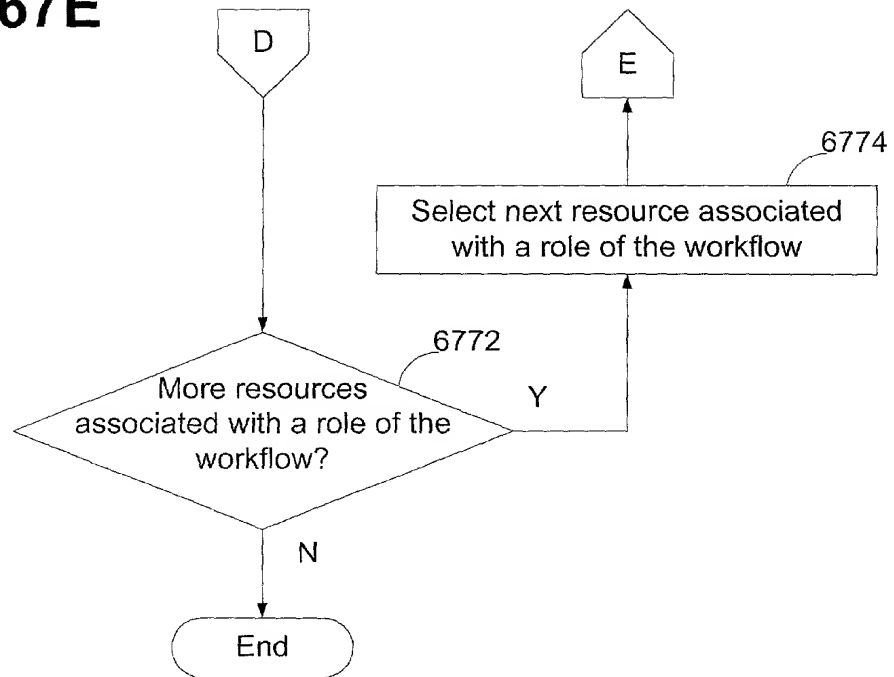 67E
D
E
6774
Select next resource associated
with a role of the workflow
6772
More resources
associated with a role of the
workflow?
Y
N
End